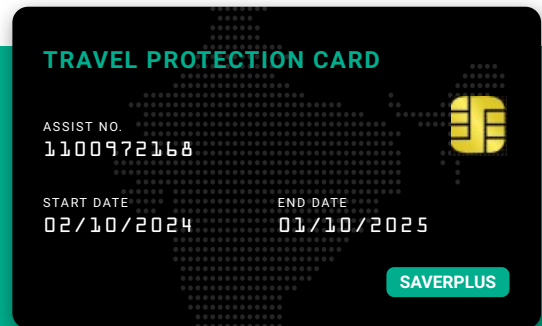 TRAVEL PROTECTION CARD
ASSIST NO.
1100972168
START DATE
02/10/2024
END DATE
01/10/2025
SAVERPLUS